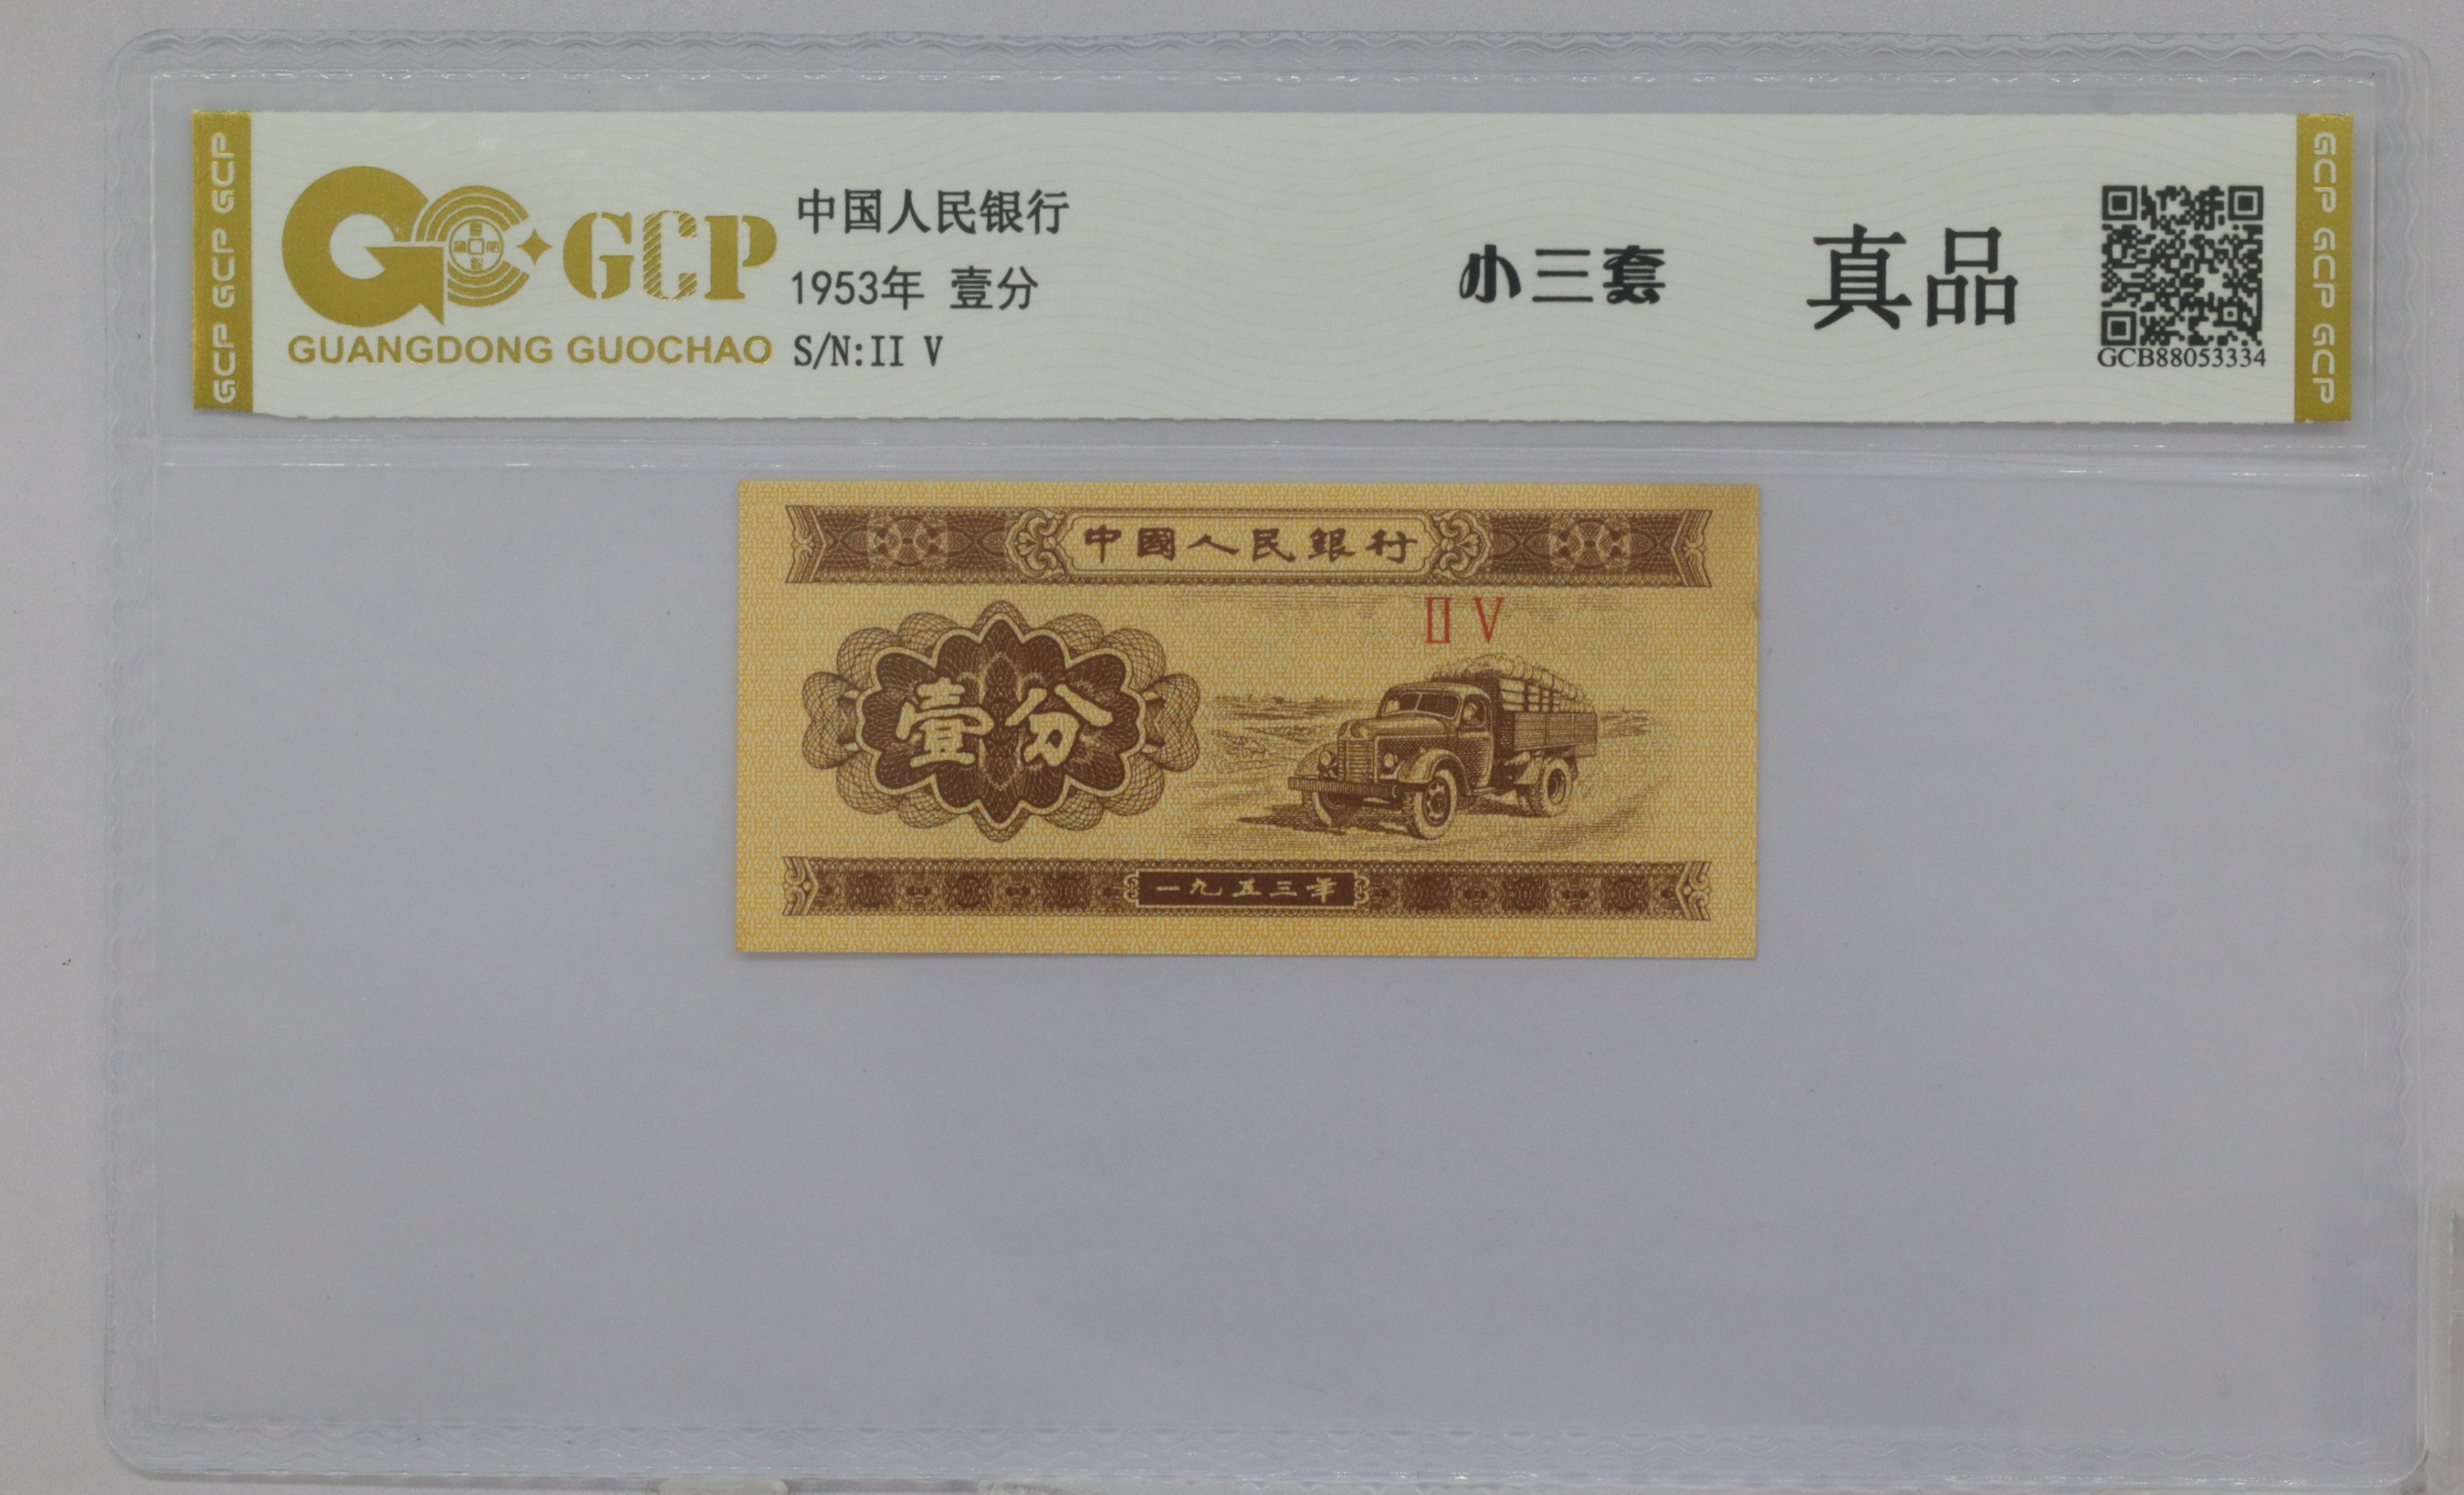 GCP GCP GCP
GCP
GUANGDONG GUOCHAO
中国人民银行
1953年 壹分
S/N:II V
小三套
真品
GCB88053334
GCP GCP GCP
中國人民銀行
II V
壹分
一九五三年